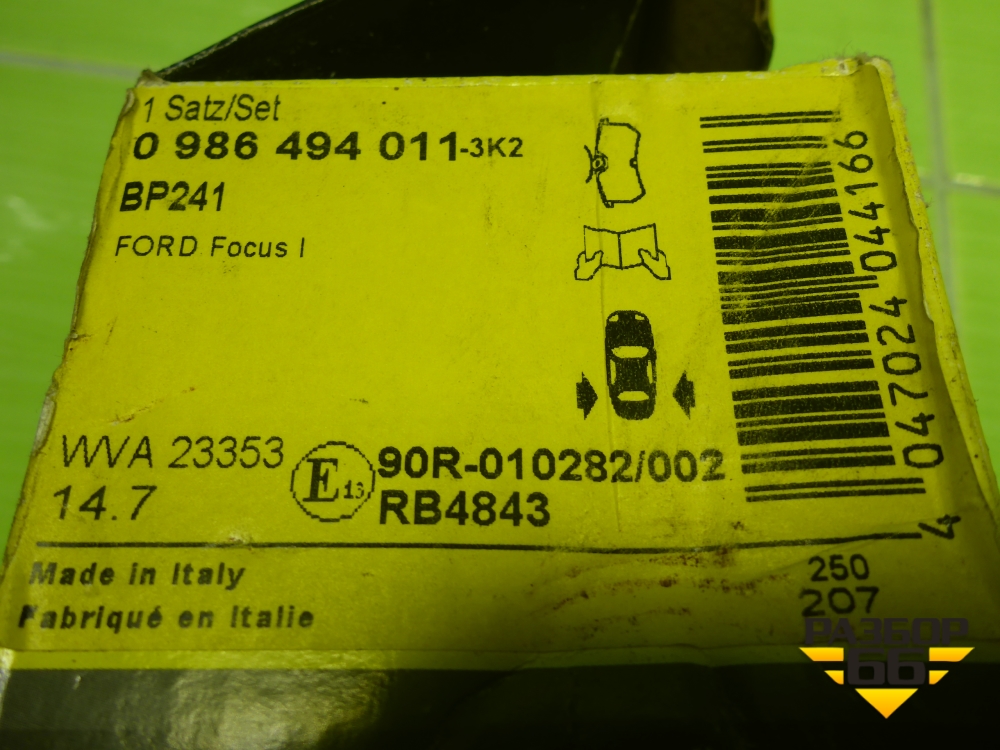 1 Satz/Set
0 986 494 011-3K2
BP241
FORD Focus I
WVA 23353
14.7
E13
90R-010282/002
RB4843
4 047024 044166
Made in Italy
Fabriqué en Italie
250
207
РАЗБОР
66